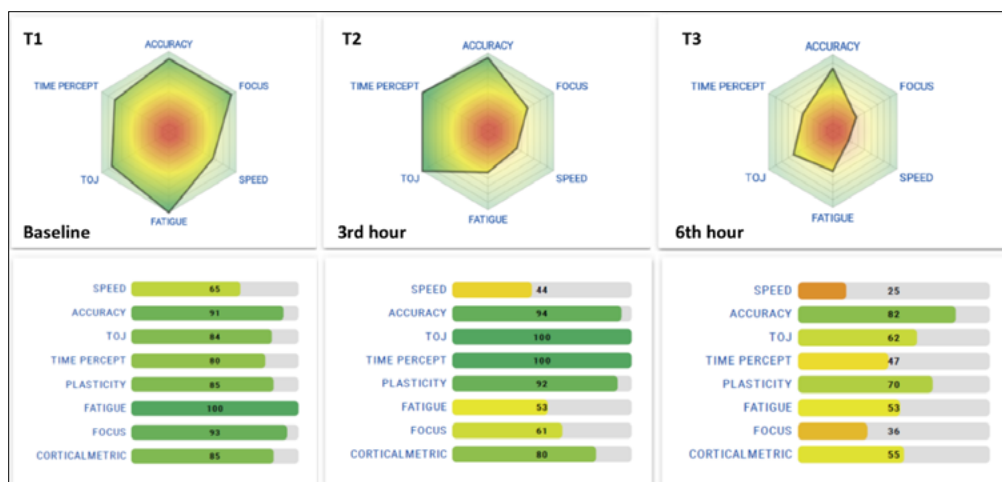 T1
ACCURACY
TIME PERCEPT
FOCUS
TOJ
SPEED
FATIGUE
Baseline
T2
ACCURACY
TIME PERCEPT
FOCUS
TOJ
SPEED
FATIGUE
3rd hour
T3
ACCURACY
TIME PERCEPT
FOCUS
TOJ
SPEED
FATIGUE
6th hour
SPEED 65
ACCURACY 91
TOJ 84
TIME PERCEPT 80
PLASTICITY 85
FATIGUE 100
FOCUS 93
CORTICALMETRIC 85
SPEED 44
ACCURACY 94
TOJ 100
TIME PERCEPT 100
PLASTICITY 92
FATIGUE 53
FOCUS 61
CORTICALMETRIC 80
SPEED 25
ACCURACY 82
TOJ 62
TIME PERCEPT 47
PLASTICITY 70
FATIGUE 53
FOCUS 36
CORTICALMETRIC 55